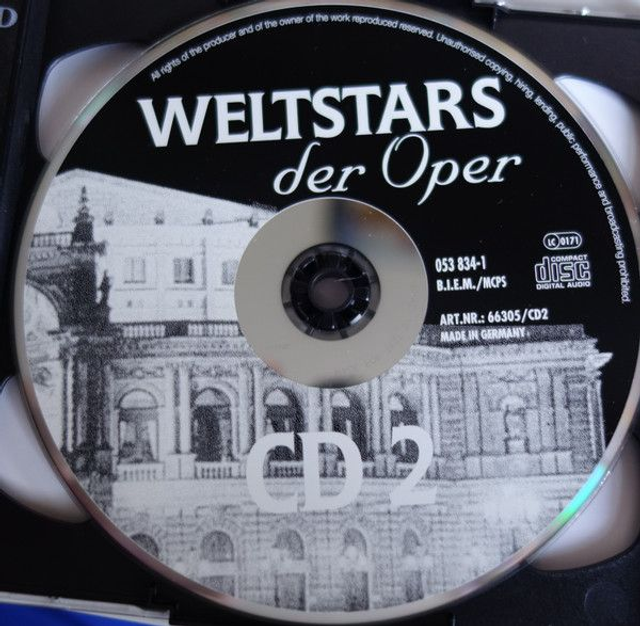 D
All rights of the producer and of the owner of the work reproduced reserved. Unauthorised copying, hiring, lending, public performance and broadcasting prohibited.
WELTSTARS
der Oper
LC 0171
053 834-1
B.I.E.M./MCPS
COMPACT
disc
DIGITAL AUDIO
ART.NR.: 66305/CD2
MADE IN GERMANY
CD 2